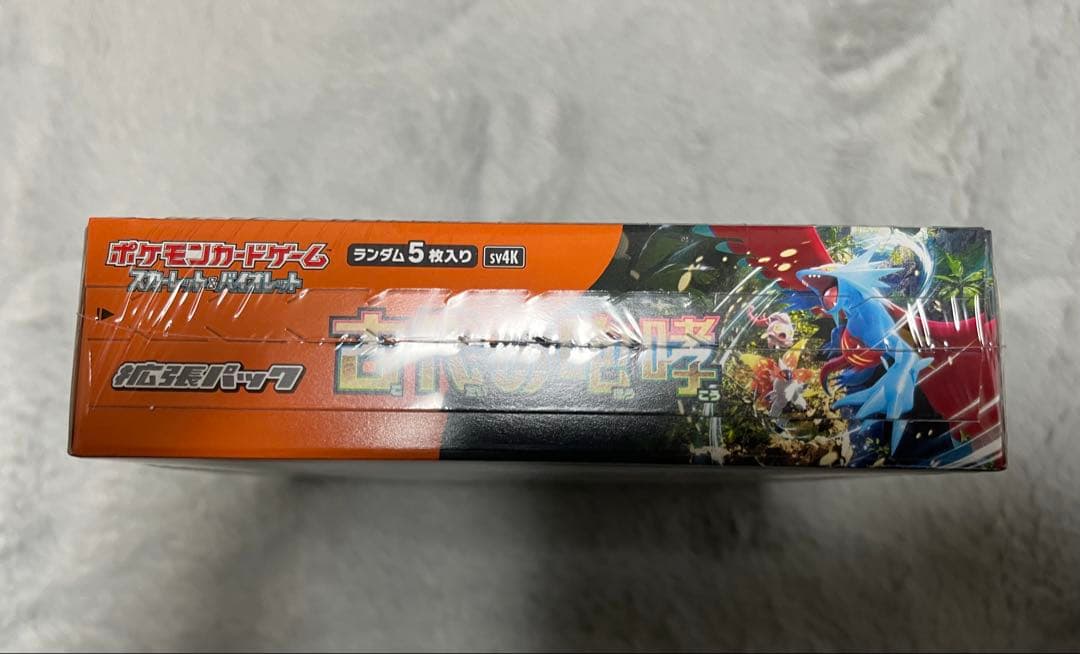 ポケモンカードゲーム
スカーレット&バイオレット
ランダム5枚入り
SV4K
拡張パック
古代の咆哮
こう